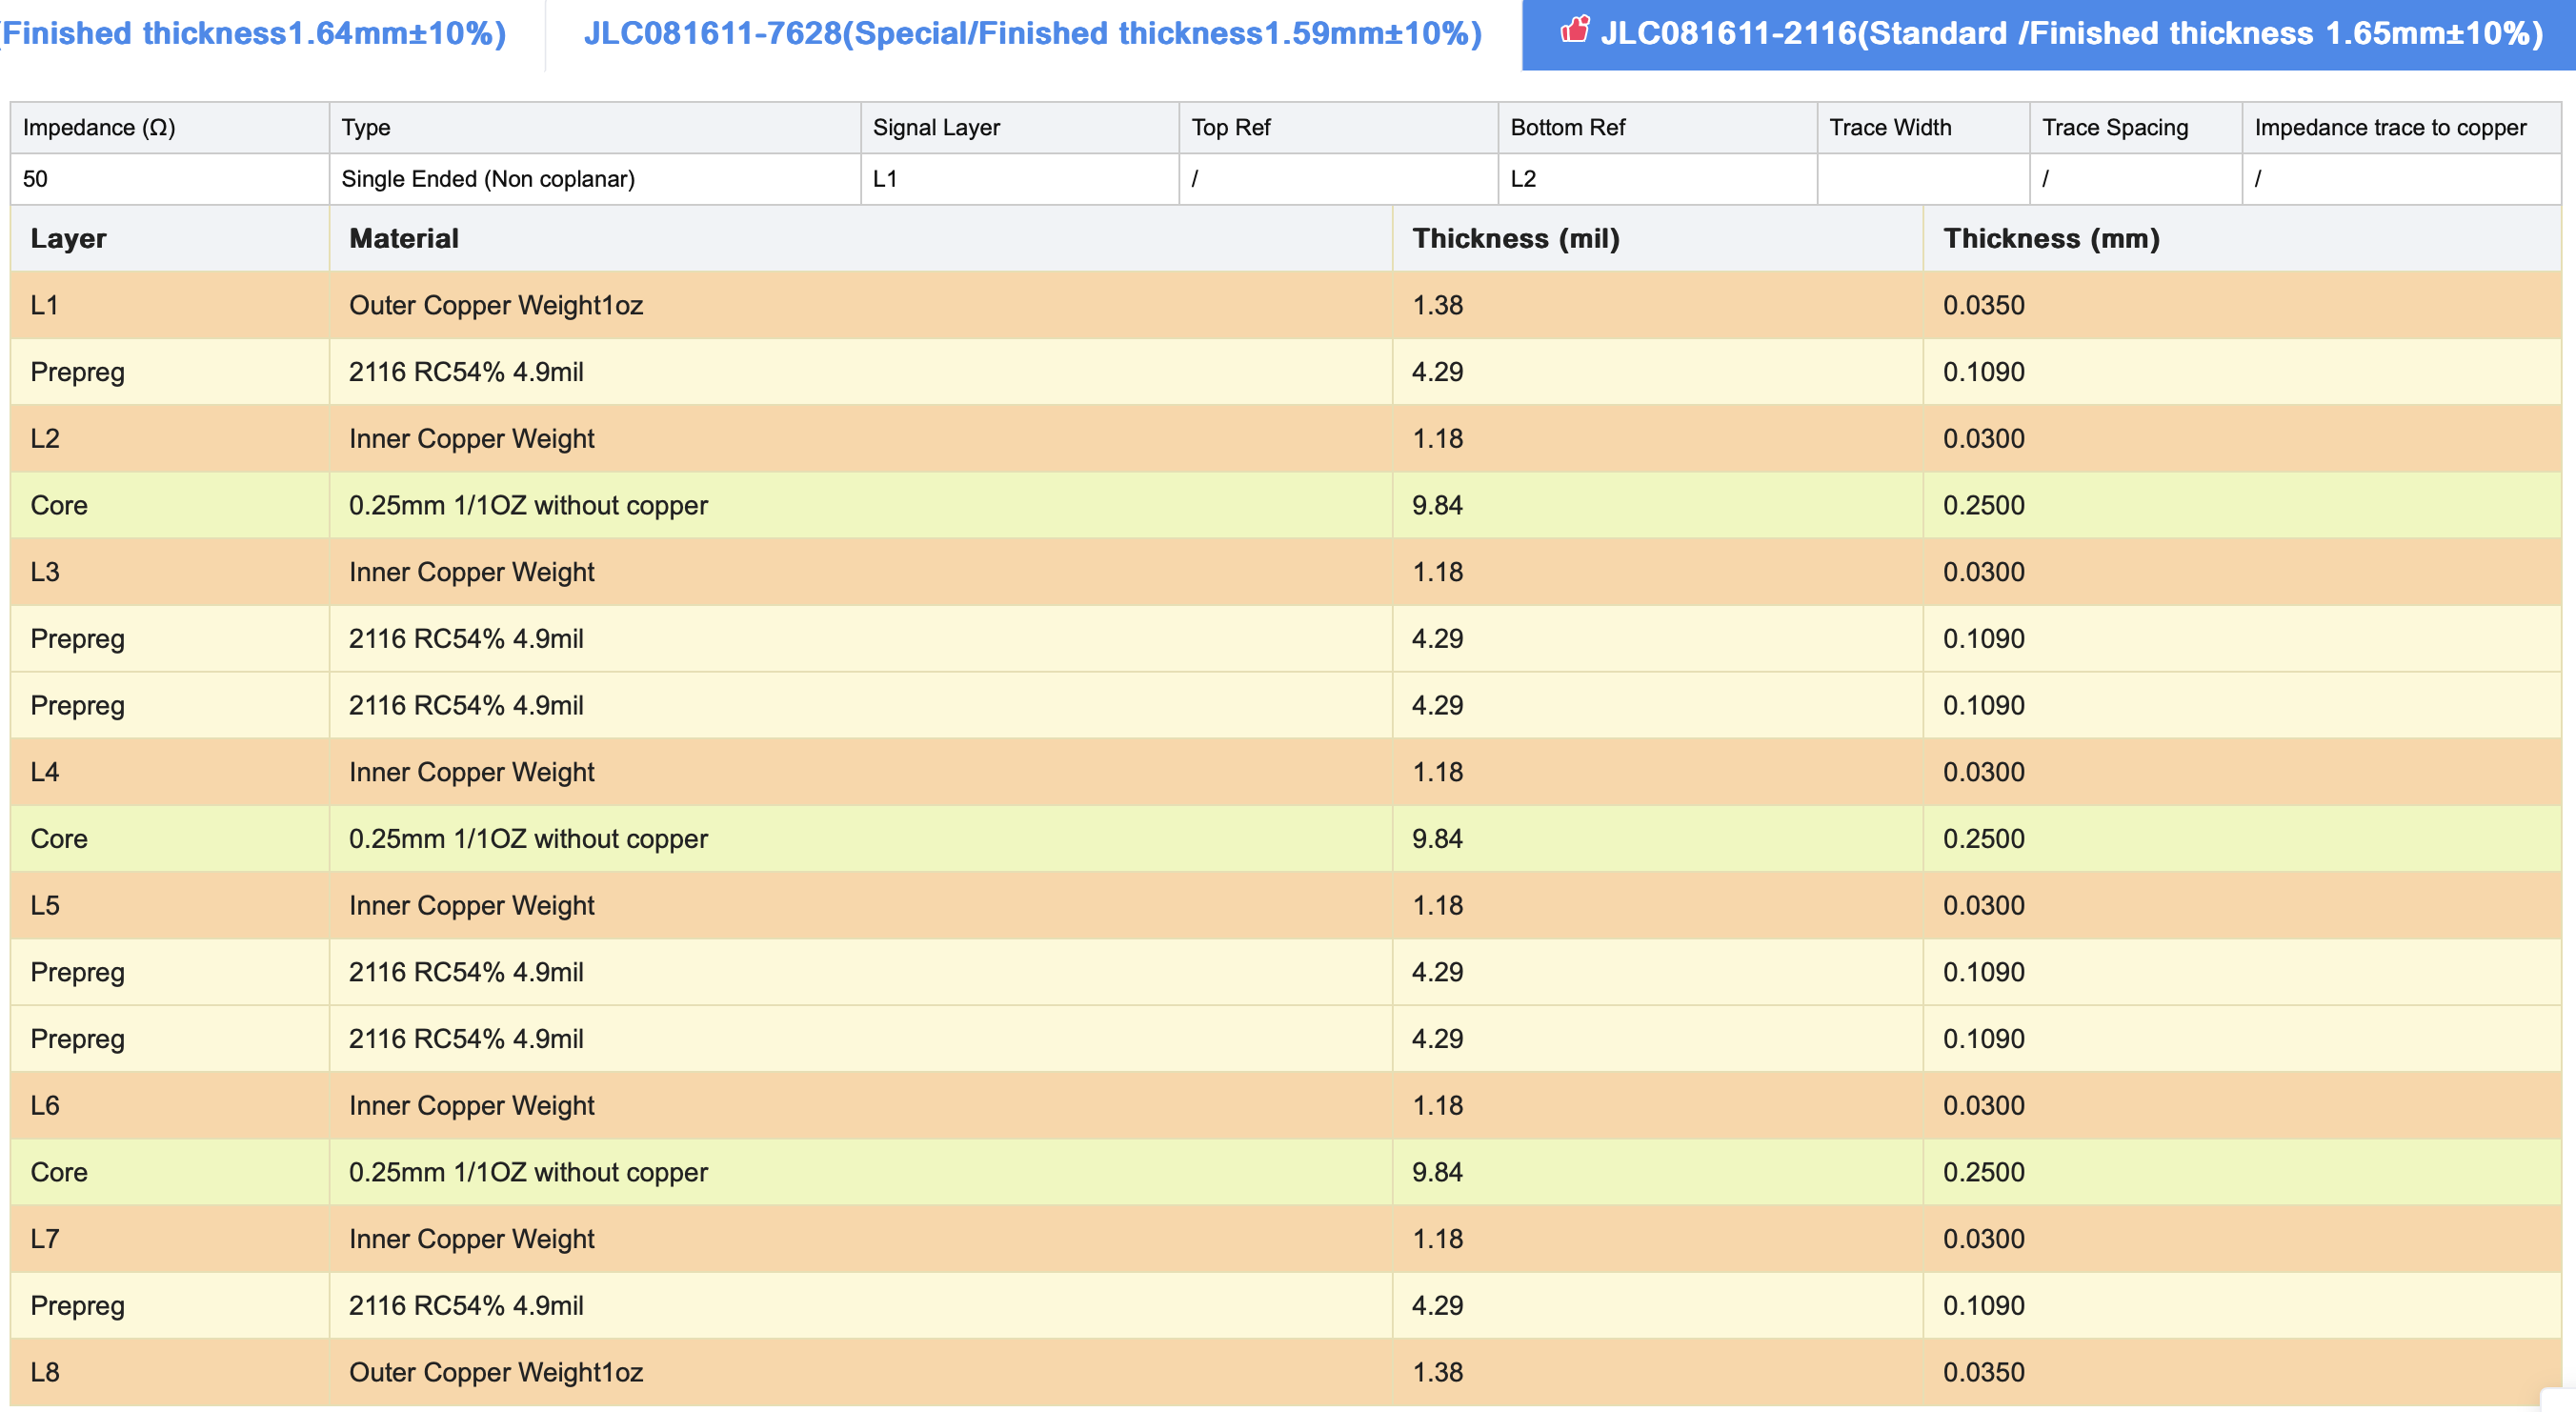 (Finished thickness1.64mm±10%) JLC081611-7628(Special/Finished thickness1.59mm±10%) JLC081611-2116(Standard /Finished thickness 1.65mm±10%)
Impedance (Ω) Type Signal Layer Top Ref Bottom Ref Trace Width Trace Spacing Impedance trace to copper
50 Single Ended (Non coplanar) L1 / L2 / /
Layer Material Thickness (mil) Thickness (mm)
L1 Outer Copper Weight1oz 1.38 0.0350
Prepreg 2116 RC54% 4.9mil 4.29 0.1090
L2 Inner Copper Weight 1.18 0.0300
Core 0.25mm 1/1OZ without copper 9.84 0.2500
L3 Inner Copper Weight 1.18 0.0300
Prepreg 2116 RC54% 4.9mil 4.29 0.1090
Prepreg 2116 RC54% 4.9mil 4.29 0.1090
L4 Inner Copper Weight 1.18 0.0300
Core 0.25mm 1/1OZ without copper 9.84 0.2500
L5 Inner Copper Weight 1.18 0.0300
Prepreg 2116 RC54% 4.9mil 4.29 0.1090
Prepreg 2116 RC54% 4.9mil 4.29 0.1090
L6 Inner Copper Weight 1.18 0.0300
Core 0.25mm 1/1OZ without copper 9.84 0.2500
L7 Inner Copper Weight 1.18 0.0300
Prepreg 2116 RC54% 4.9mil 4.29 0.1090
L8 Outer Copper Weight1oz 1.38 0.0350